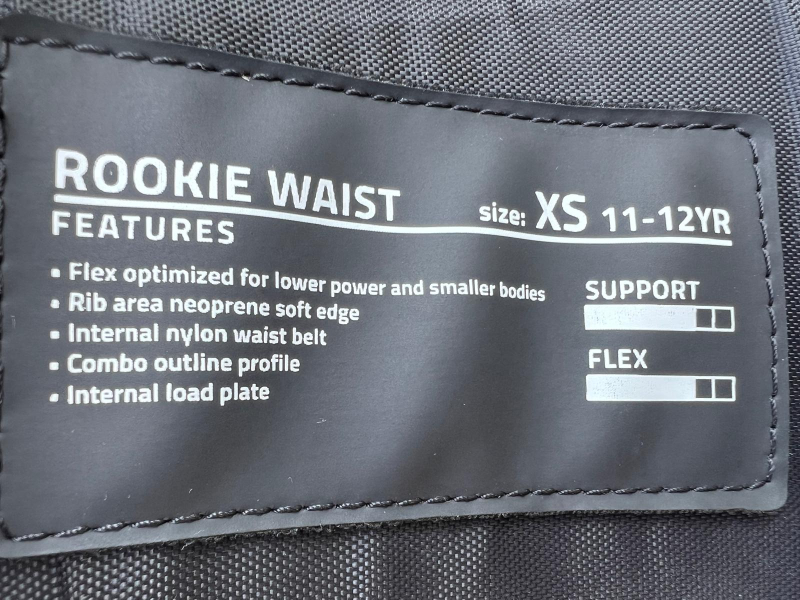 ROOKIE WAIST size: XS 11-12YR
FEATURES
• Flex optimized for lower power and smaller bodies
• Rib area neoprene soft edge
• Internal nylon waist belt
• Combo outline profile
• Internal load plate
SUPPORT
FLEX